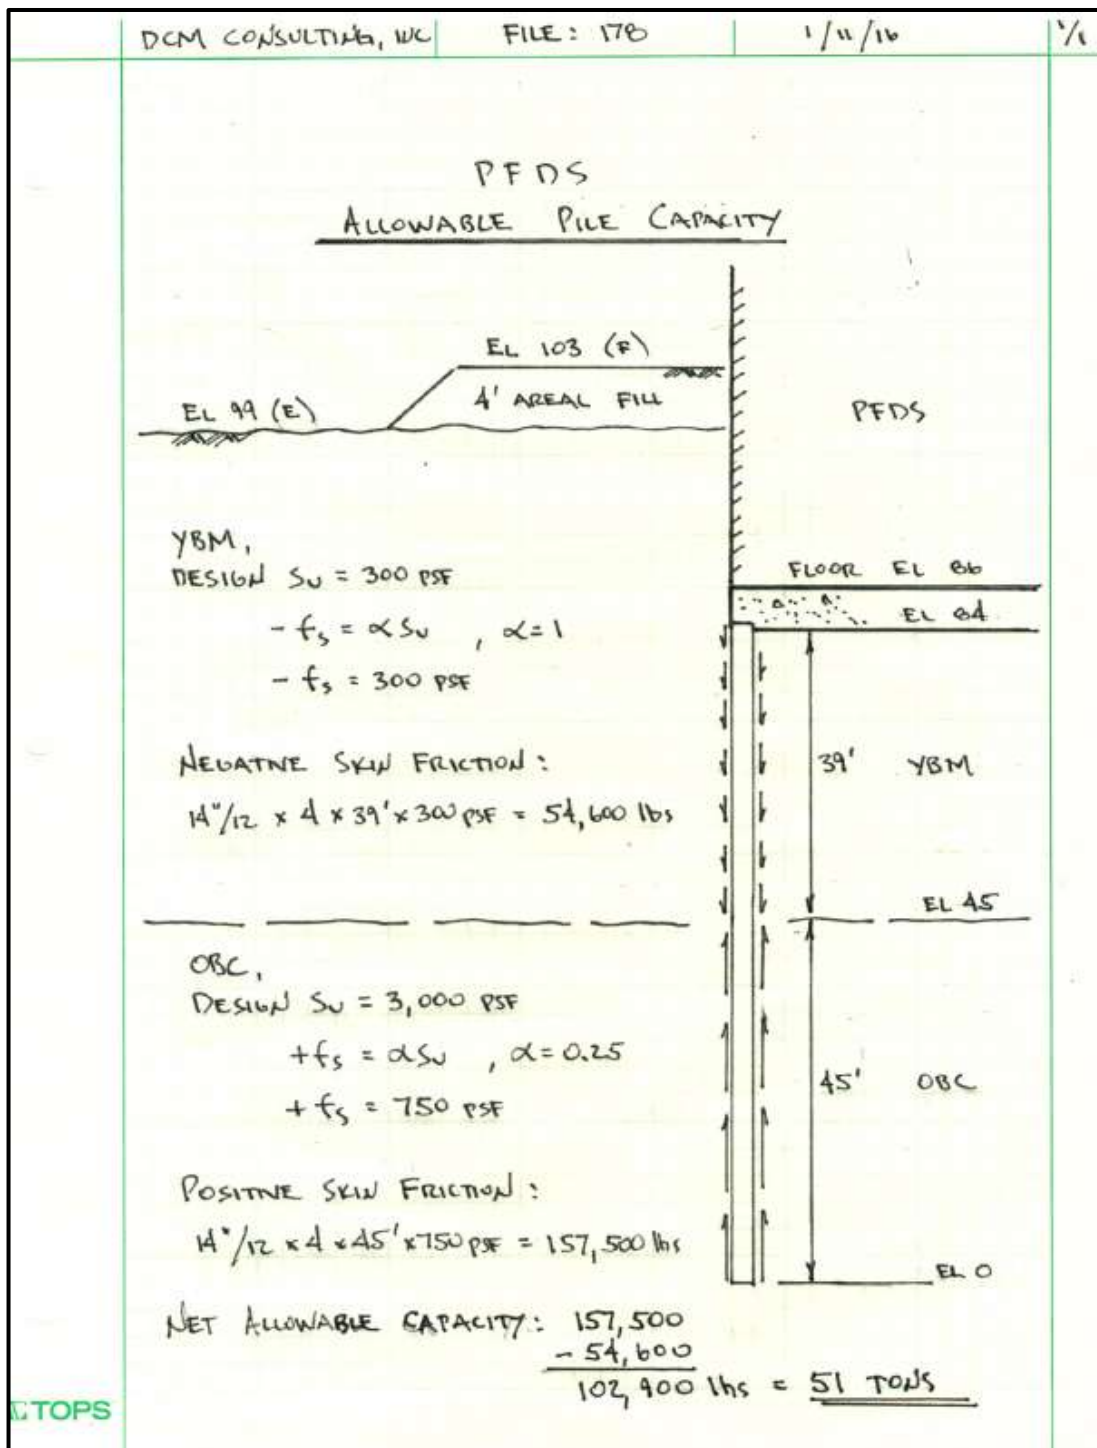 DCM CONSULTING, INC FILE: 178 1/11/16 1/1
PFDS
ALLOWABLE PILE CAPACITY
EL 103 (F)
4' AREAL FILL
EL 99 (E)
PFDS
YBM,
DESIGN Su = 300 PSF
- fs = α Su , α = 1
- fs = 300 PSF
FLOOR EL 86
EL 84
NEGATIVE SKIN FRICTION:
14"/12 x 4 x 39' x 300 PSF = 54,600 lbs
39' YBM
EL 45
OBC,
DESIGN Su = 3,000 PSF
+ fs = α Su , α = 0.25
+ fs = 750 PSF
45' OBC
POSITIVE SKIN FRICTION:
14"/12 x 4 x 45' x 750 PSF = 157,500 lbs
EL 0
NET ALLOWABLE CAPACITY: 157,500
- 54,600
102,900 lbs = 51 TONS
TOPS